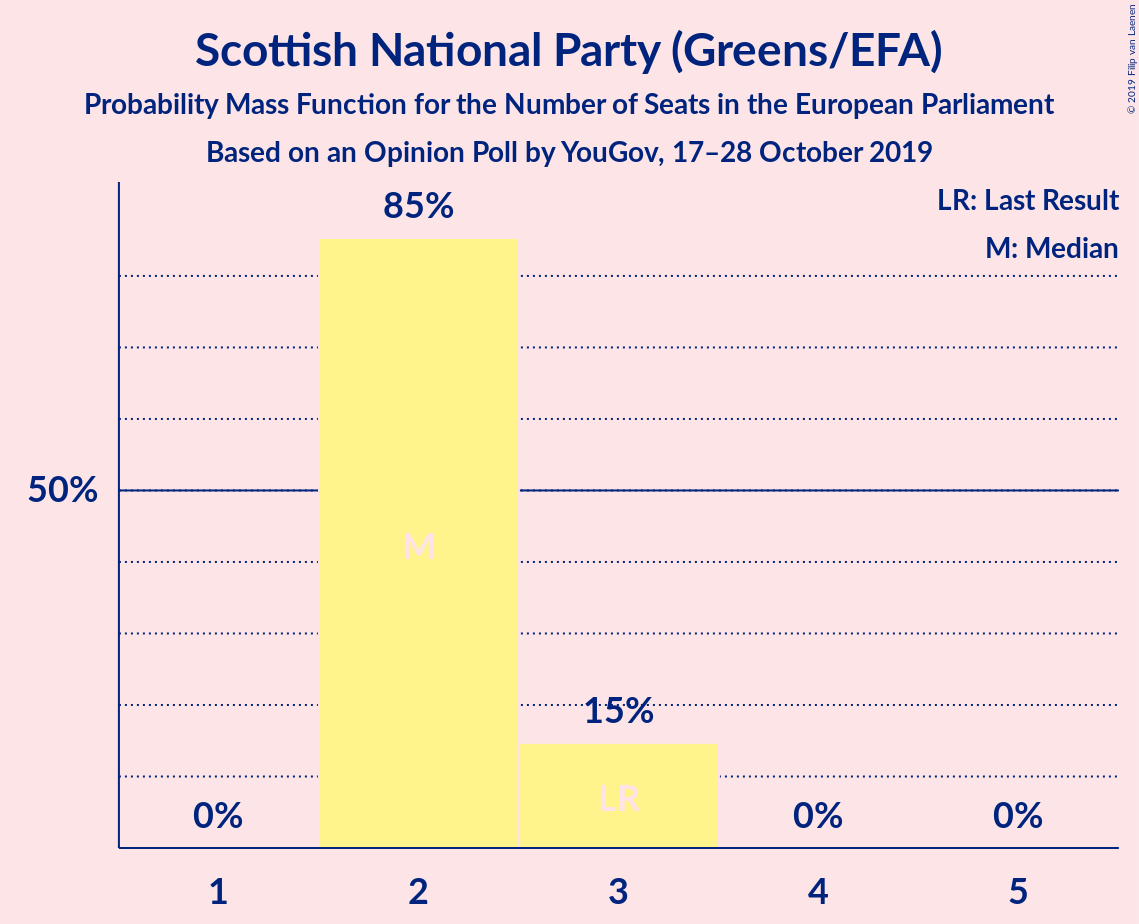 Scottish National Party (Greens/EFA)
Probability Mass Function for the Number of Seats in the European Parliament
Based on an Opinion Poll by YouGov, 17–28 October 2019
© 2019 Filip van Laenen
LR: Last Result
M: Median
85%
50%
M
15%
LR
0%
0%
0%
1
2
3
4
5